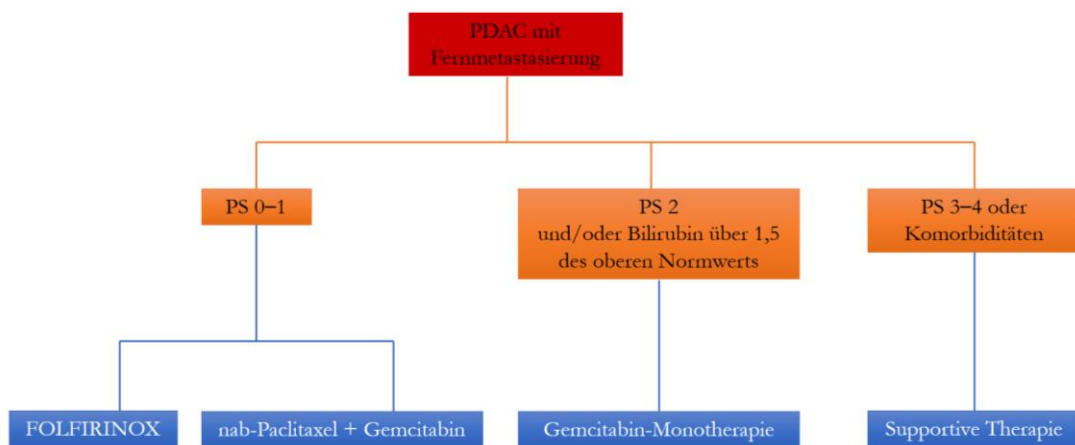 PDAC mit
Fernmetastasierung
PS 0–1
PS 2
und/oder Bilirubin über 1,5
des oberen Normwerts
PS 3–4 oder
Komorbiditäten
FOLFIRINOX
nab-Paclitaxel + Gemcitabin
Gemcitabin-Monotherapie
Supportive Therapie